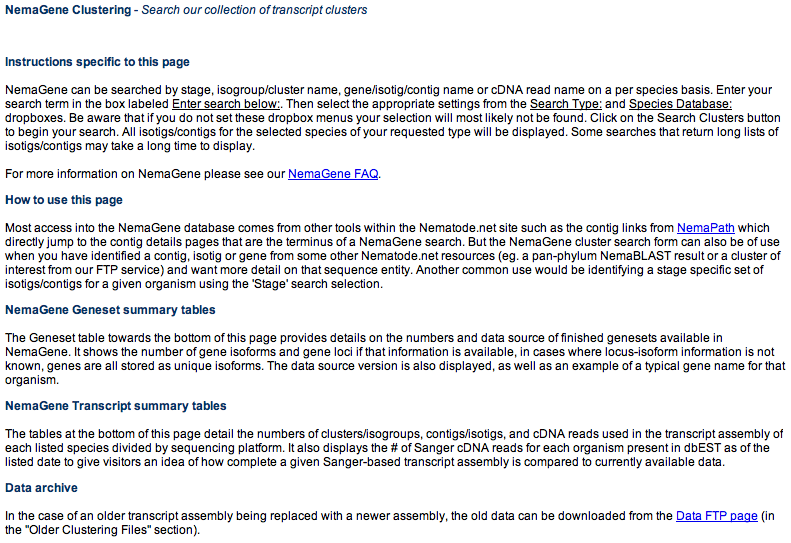 NemaGene Clustering - Search our collection of transcript clusters
Instructions specific to this page
NemaGene can be searched by stage, isogroup/cluster name, gene/isotig/contig name or cDNA read name on a per species basis. Enter your
search term in the box labeled Enter search below:. Then select the appropriate settings from the Search Type: and Species Database:
dropboxes. Be aware that if you do not set these dropbox menus your selection will most likely not be found. Click on the Search Clusters button
to begin your search. All isotigs/contigs for the selected species of your requested type will be displayed. Some searches that return long lists of
isotigs/contigs may take a long time to display.
For more information on NemaGene please see our NemaGene FAQ.
How to use this page
Most access into the NemaGene database comes from other tools within the Nematode.net site such as the contig links from NemaPath which
directly jump to the contig details pages that are the terminus of a NemaGene search. But the NemaGene cluster search form can also be of use
when you have identified a contig, isotig or gene from some other Nematode.net resources (eg. a pan-phylum NemaBLAST result or a cluster of
interest from our FTP service) and want more detail on that sequence entity. Another common use would be identifying a stage specific set of
isotigs/contigs for a given organism using the 'Stage' search selection.
NemaGene Geneset summary tables
The Geneset table towards the bottom of this page provides details on the numbers and data source of finished genesets available in
NemaGene. It shows the number of gene isoforms and gene loci if that information is available, in cases where locus-isoform information is not
known, genes are all stored as unique isoforms. The data source version is also displayed, as well as an example of a typical gene name for that
organism.
NemaGene Transcript summary tables
The tables at the bottom of this page detail the numbers of clusters/isogroups, contigs/isotigs, and cDNA reads used in the transcript assembly of
each listed species divided by sequencing platform. It also displays the # of Sanger cDNA reads for each organism present in dbEST as of the
listed date to give visitors an idea of how complete a given Sanger-based transcript assembly is compared to currently available data.
Data archive
In the case of an older transcript assembly being replaced with a newer assembly, the old data can be downloaded from the Data FTP page (in
the "Older Clustering Files" section).